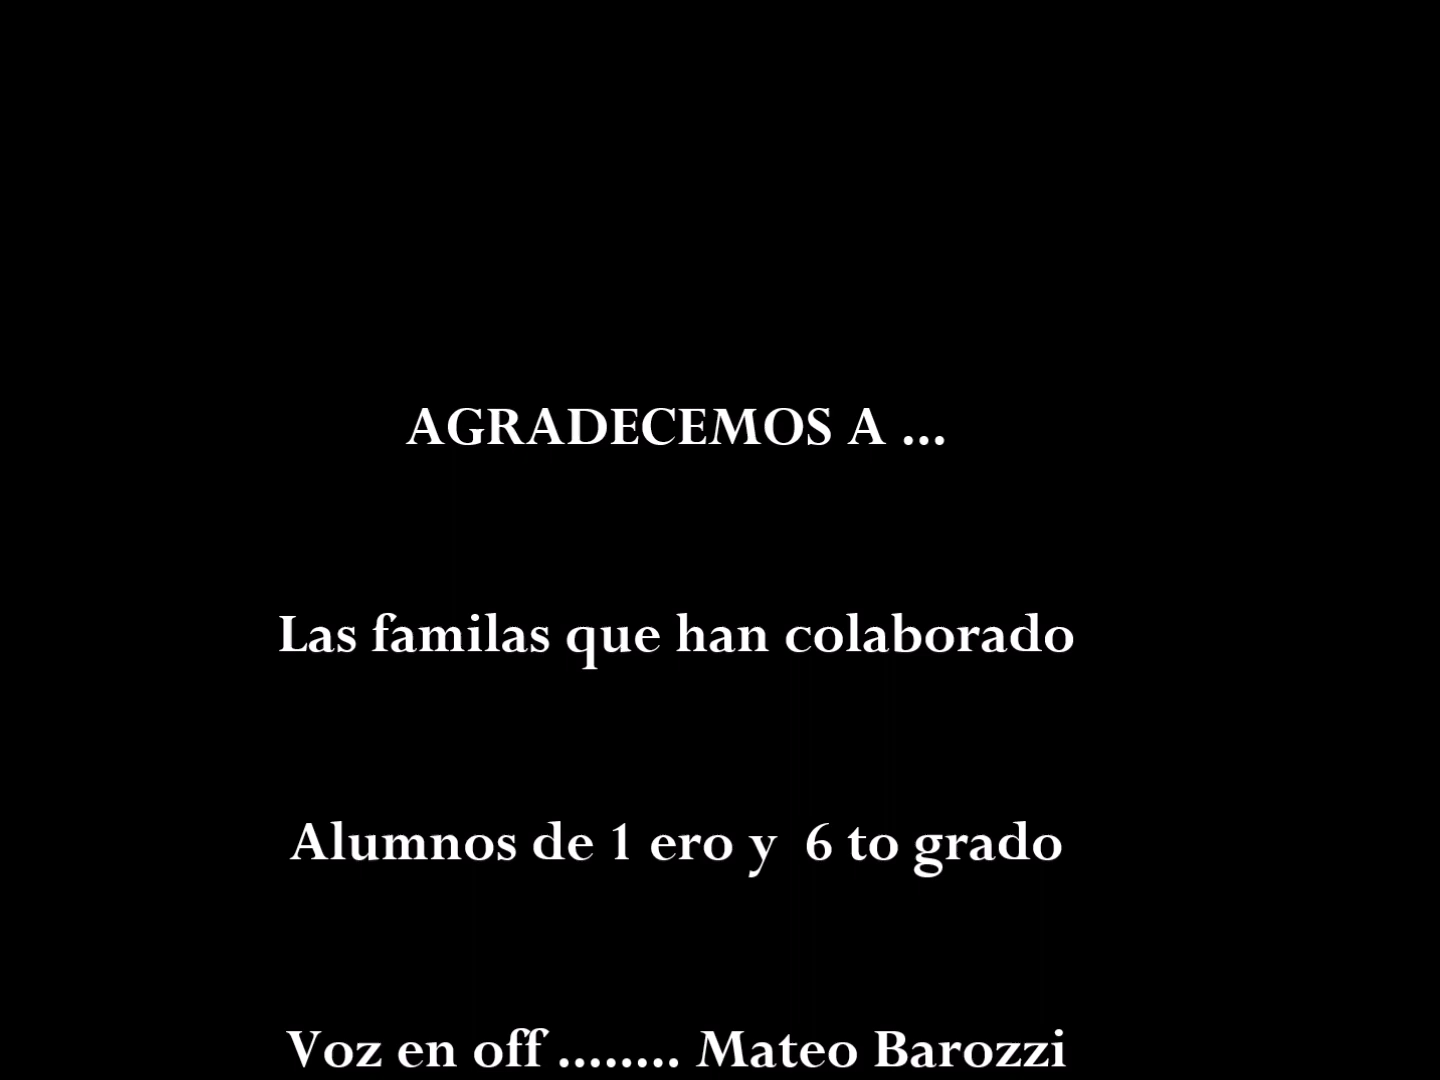 AGRADECEMOS A ...
Las familas que han colaborado
Alumnos de 1 ero y  6 to grado
Voz en off ........ Mateo Barozzi